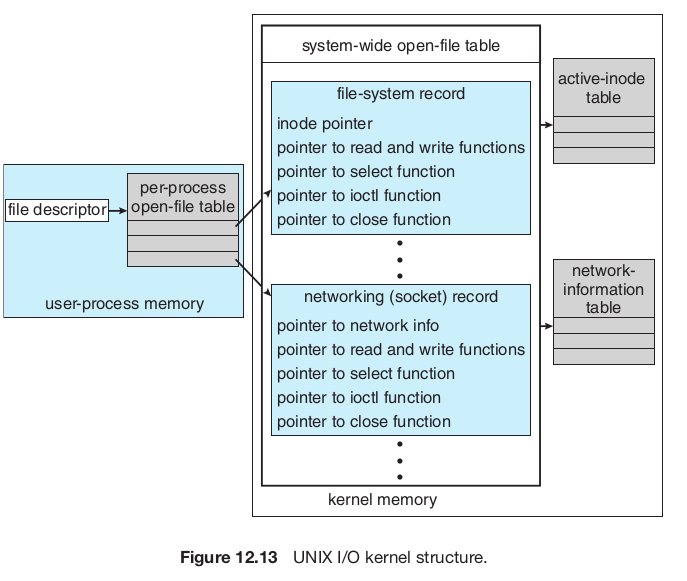 system-wide open-file table
file-system record
inode pointer
pointer to read and write functions
pointer to select function
pointer to ioctl function
pointer to close function
active-inode
table
per-process
open-file table
file descriptor
user-process memory
networking (socket) record
pointer to network info
pointer to read and write functions
pointer to select function
pointer to ioctl function
pointer to close function
network-
information
table
kernel memory
Figure 12.13 UNIX I/O kernel structure.